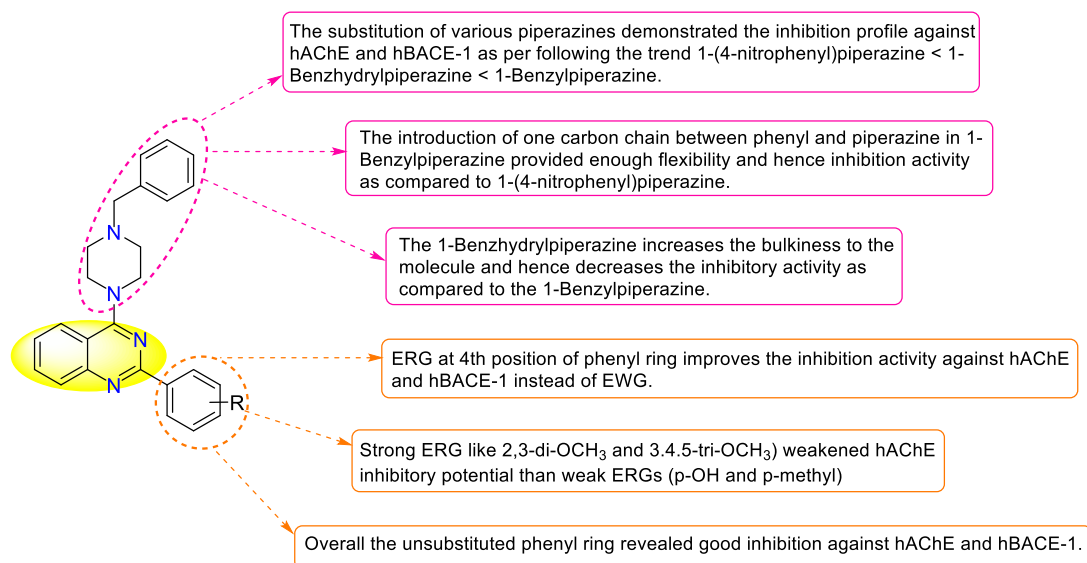 The substitution of various piperazines demonstrated the inhibition profile against
hAChE and hBACE-1 as per following the trend 1-(4-nitrophenyl)piperazine < 1-
Benzhydrylpiperazine < 1-Benzylpiperazine.
The introduction of one carbon chain between phenyl and piperazine in 1-
Benzylpiperazine provided enough flexibility and hence inhibition activity
as compared to 1-(4-nitrophenyl)piperazine.
The 1-Benzhydrylpiperazine increases the bulkiness to the
molecule and hence decreases the inhibitory activity as
compared to the 1-Benzylpiperazine.
N
N
N
N
R
ERG at 4th position of phenyl ring improves the inhibition activity against hAChE
and hBACE-1 instead of EWG.
Strong ERG like 2,3-di-OCH₃ and 3.4.5-tri-OCH₃) weakened hAChE
inhibitory potential than weak ERGs (p-OH and p-methyl)
Overall the unsubstituted phenyl ring revealed good inhibition against hAChE and hBACE-1.